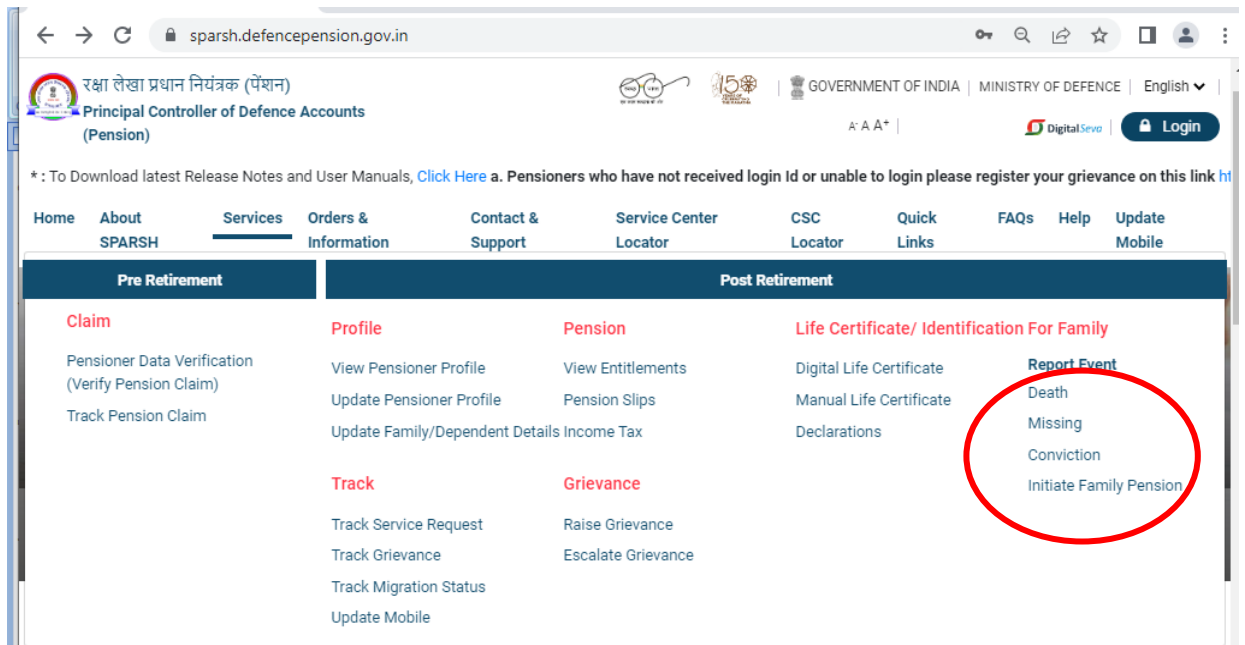 sparsh.defencepension.gov.in
रक्षा लेखा प्रधान नियंत्रक (पेंशन)
Principal Controller of Defence Accounts
(Pension)
GOVERNMENT OF INDIA | MINISTRY OF DEFENCE | English
A- A A+ | Digital Seva | Login
* : To Download latest Release Notes and User Manuals, Click Here a. Pensioners who have not received login Id or unable to login please register your grievance on this link
Home About SPARSH Services Orders & Information Contact & Support Service Center Locator CSC Locator Quick Links FAQs Help Update Mobile
Pre Retirement
Claim
Pensioner Data Verification
(Verify Pension Claim)
Track Pension Claim
Post Retirement
Profile
View Pensioner Profile
Update Pensioner Profile
Update Family/Dependent Details
Pension
View Entitlements
Pension Slips
Income Tax
Life Certificate/ Identification
Digital Life Certificate
Manual Life Certificate
Declarations
For Family
Report Event
Death
Missing
Conviction
Initiate Family Pension
Track
Track Service Request
Track Grievance
Track Migration Status
Update Mobile
Grievance
Raise Grievance
Escalate Grievance